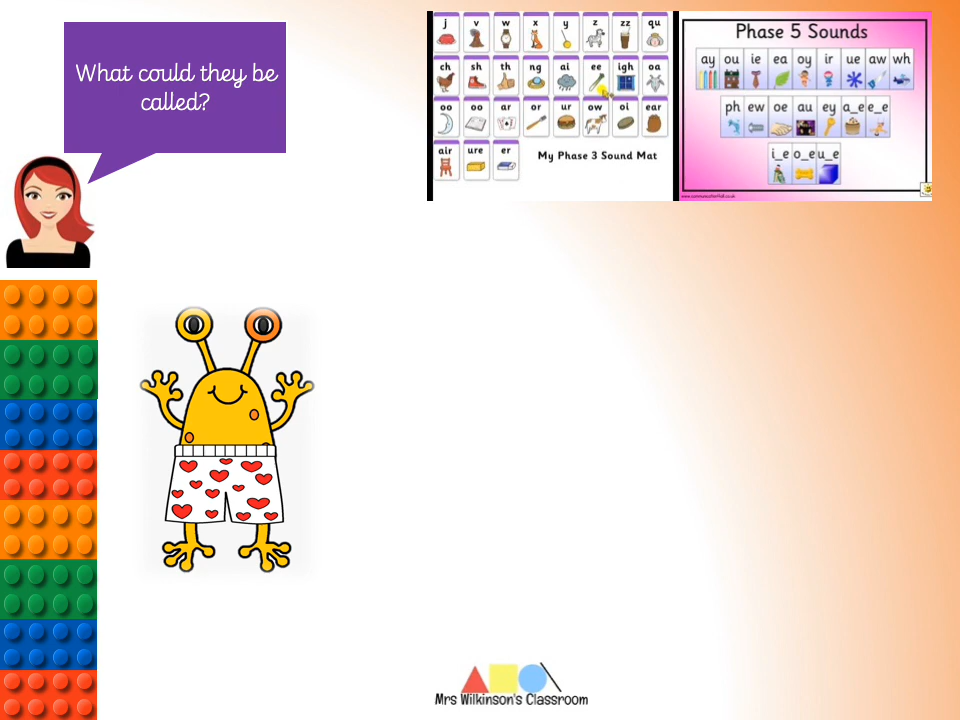 What could they be
called?
j v w x y z zz qu
ch sh th ng ai ee igh oa
oo oo ar or ur ow oi ear
air ure er
My Phase 3 Sound Mat
Phase 5 Sounds
ay ou ie ea oy ir ue aw wh
ph ew oe au ey a_e e_e
i_e o_e u_e
Mrs Wilkinson's Classroom